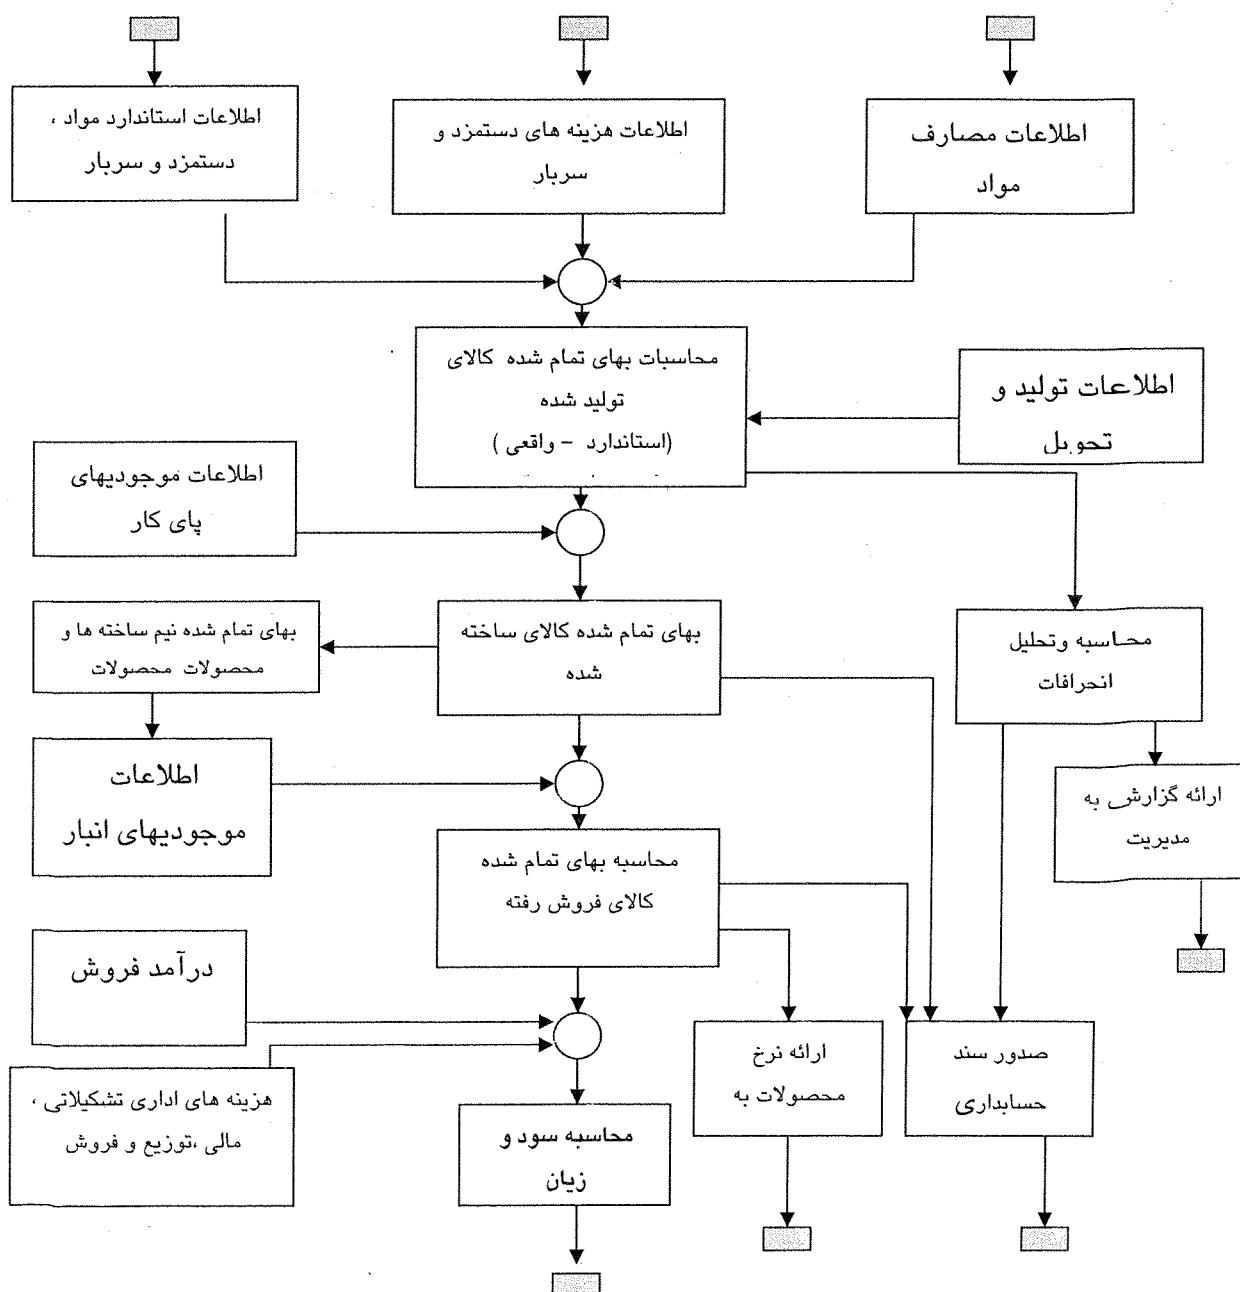 اطلاعات مصارف
مواد
اطلاعات هزینه های دستمزد و
سربار
اطلاعات استاندارد مواد ،
دستمزد و سربار
محاسبات بهای تمام شده کالای
تولید شده
(استاندارد – واقعی )
اطلاعات تولید و
تحویل
اطلاعات موجودیهای
پای کار
بهای تمام شده کالای ساخته
شده
بهای تمام شده نیم ساخته ها و
محصولات محصولات
محاسبه وتحلیل
انحرافات
اطلاعات
موجودیهای انبار
ارائه گزارش به
مدیریت
محاسبه بهای تمام شده
کالای فروش رفته
درآمد فروش
هزینه های اداری تشکیلاتی ،
مالی ،توزیع و فروش
محاسبه سود و
زیان
ارائه نرخ
محصولات به
صدور سند
حسابداری